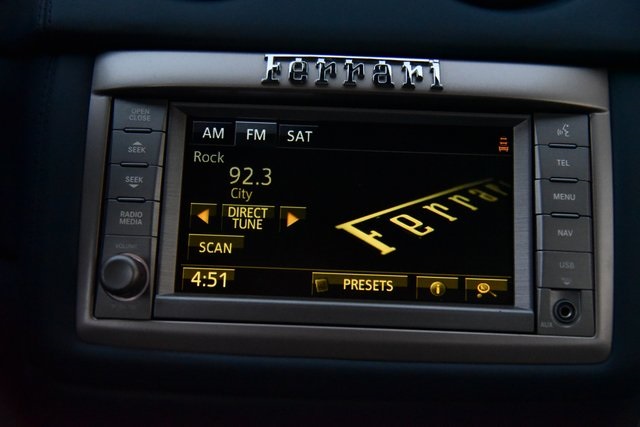 Ferrari
OPEN CLOSE
SEEK
SEEK
RADIO MEDIA
VOLUME
AM FM SAT
Rock
92.3
City
DIRECT TUNE
SCAN
4:51
PRESETS
Ferrari
TEL
MENU
NAV
USB
AUX